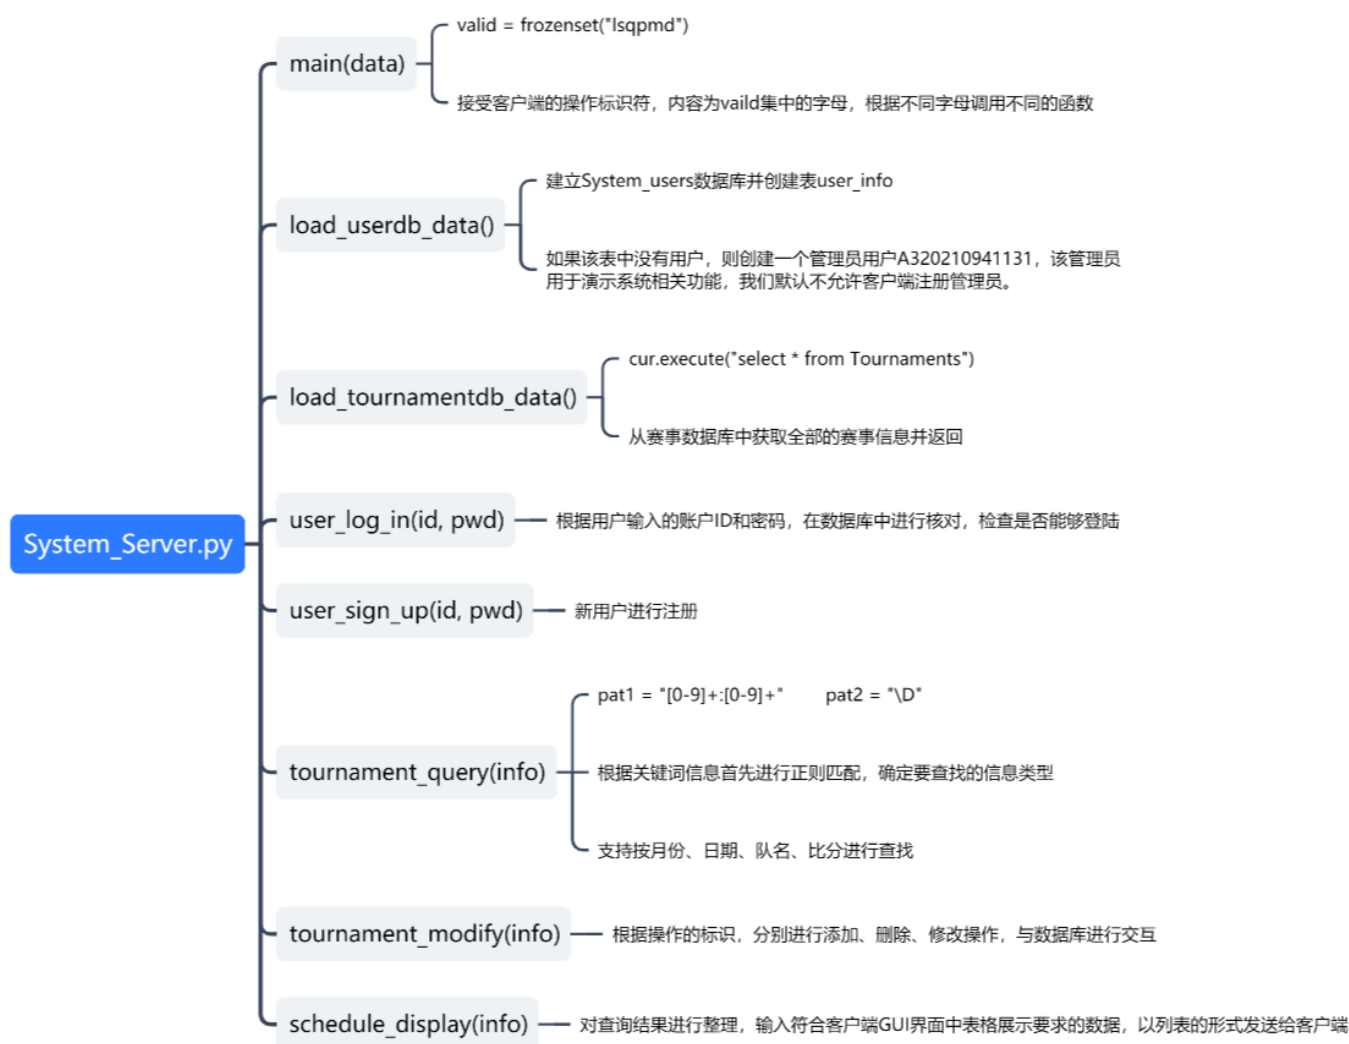 valid = frozenset("lsqpmd")
main(data)
接受客户端的操作标识符，内容为vaild集中的字母，根据不同字母调用不同的函数
建立System_users数据库并创建表user_info
load_userdb_data()
如果该表中没有用户，则创建一个管理员用户A320210941131，该管理员
用于演示系统相关功能，我们默认不允许客户端注册管理员。
cur.execute("select * from Tournaments")
load_tournamentdb_data()
从赛事数据库中获取全部的赛事信息并返回
user_log_in(id, pwd)
根据用户输入的账户ID和密码，在数据库中进行核对，检查是否能够登陆
System_Server.py
user_sign_up(id, pwd)
新用户进行注册
pat1 = "[0-9]+:[0-9]+" pat2 = "\D"
tournament_query(info)
根据关键词信息首先进行正则匹配，确定要查找的信息类型
支持按月份、日期、队名、比分进行查找
tournament_modify(info)
根据操作的标识，分别进行添加、删除、修改操作，与数据库进行交互
schedule_display(info)
对查询结果进行整理，输入符合客户端GUI界面中表格展示要求的数据，以列表的形式发送给客户端